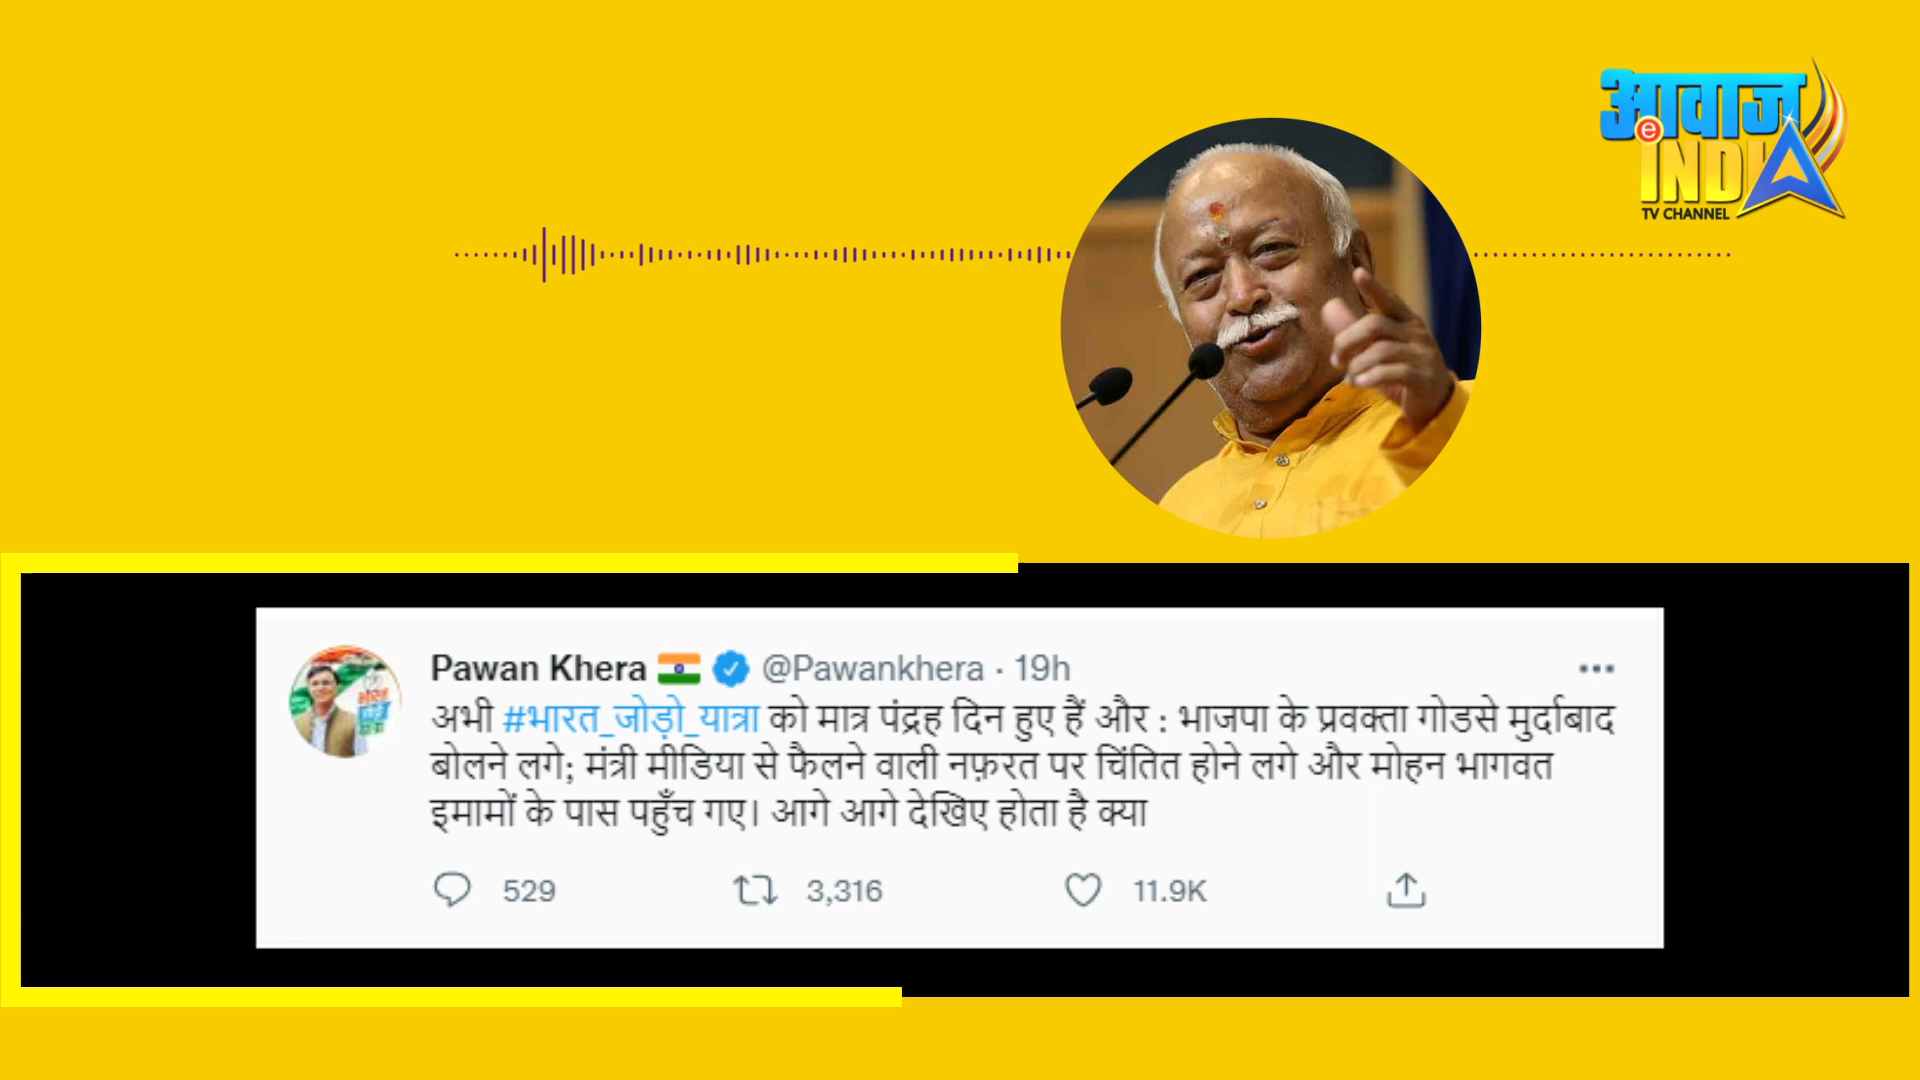 आवाज
e
INDIA
TV CHANNEL
Pawan Khera @Pawankhera · 19h
अभी #भारत_जोड़ो_यात्रा को मात्र पंद्रह दिन हुए हैं और : भाजपा के प्रवक्ता गोडसे मुर्दाबाद
बोलने लगे; मंत्री मीडिया से फैलने वाली नफ़रत पर चिंतित होने लगे और मोहन भागवत
इमामों के पास पहुँच गए। आगे आगे देखिए होता है क्या
529 3,316 11.9K